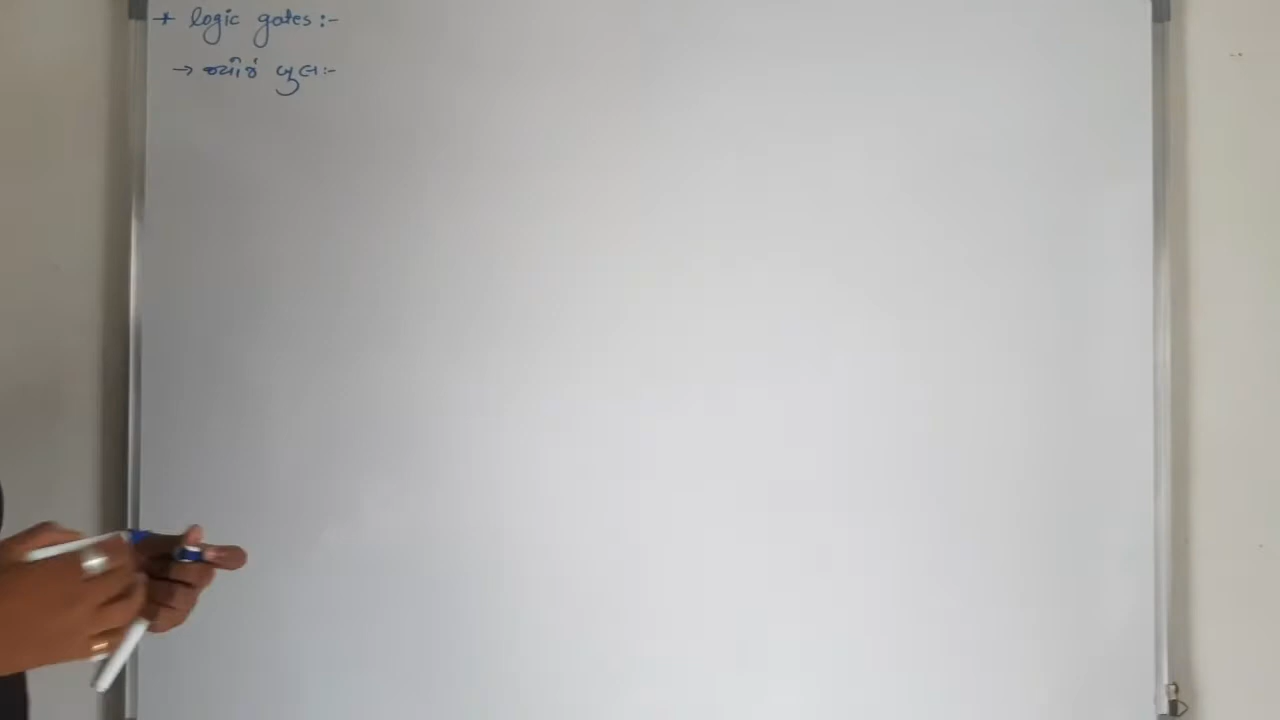 + logic gates:-
→ જ્યોર્જ બુલ:-